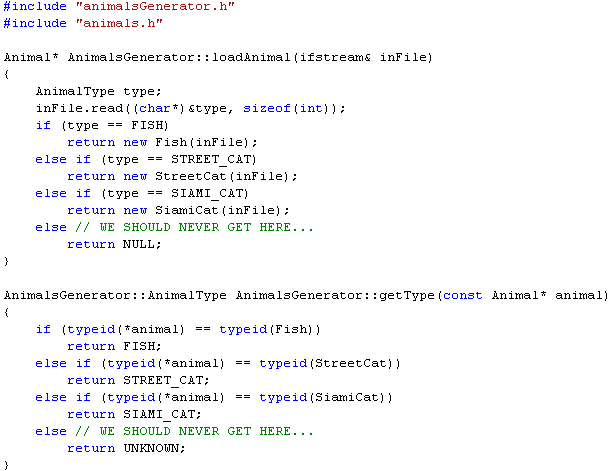 #include "animalsGenerator.h"
#include "animals.h"

Animal* AnimalsGenerator::loadAnimal(ifstream& inFile)
{
    AnimalType type;
    inFile.read((char*)&type, sizeof(int));
    if (type == FISH)
        return new Fish(inFile);
    else if (type == STREET_CAT)
        return new StreetCat(inFile);
    else if (type == SIAMI_CAT)
        return new SiamiCat(inFile);
    else // WE SHOULD NEVER GET HERE...
        return NULL;
}

AnimalsGenerator::AnimalType AnimalsGenerator::getType(const Animal* animal)
{
    if (typeid(*animal) == typeid(Fish))
        return FISH;
    else if (typeid(*animal) == typeid(StreetCat))
        return STREET_CAT;
    else if (typeid(*animal) == typeid(SiamiCat))
        return SIAMI_CAT;
    else // WE SHOULD NEVER GET HERE...
        return UNKNOWN;
}